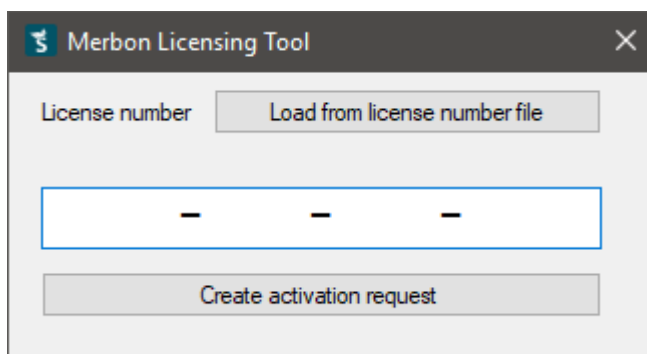 Merbon Licensing Tool
License number
Load from license number file
- - -
Create activation request